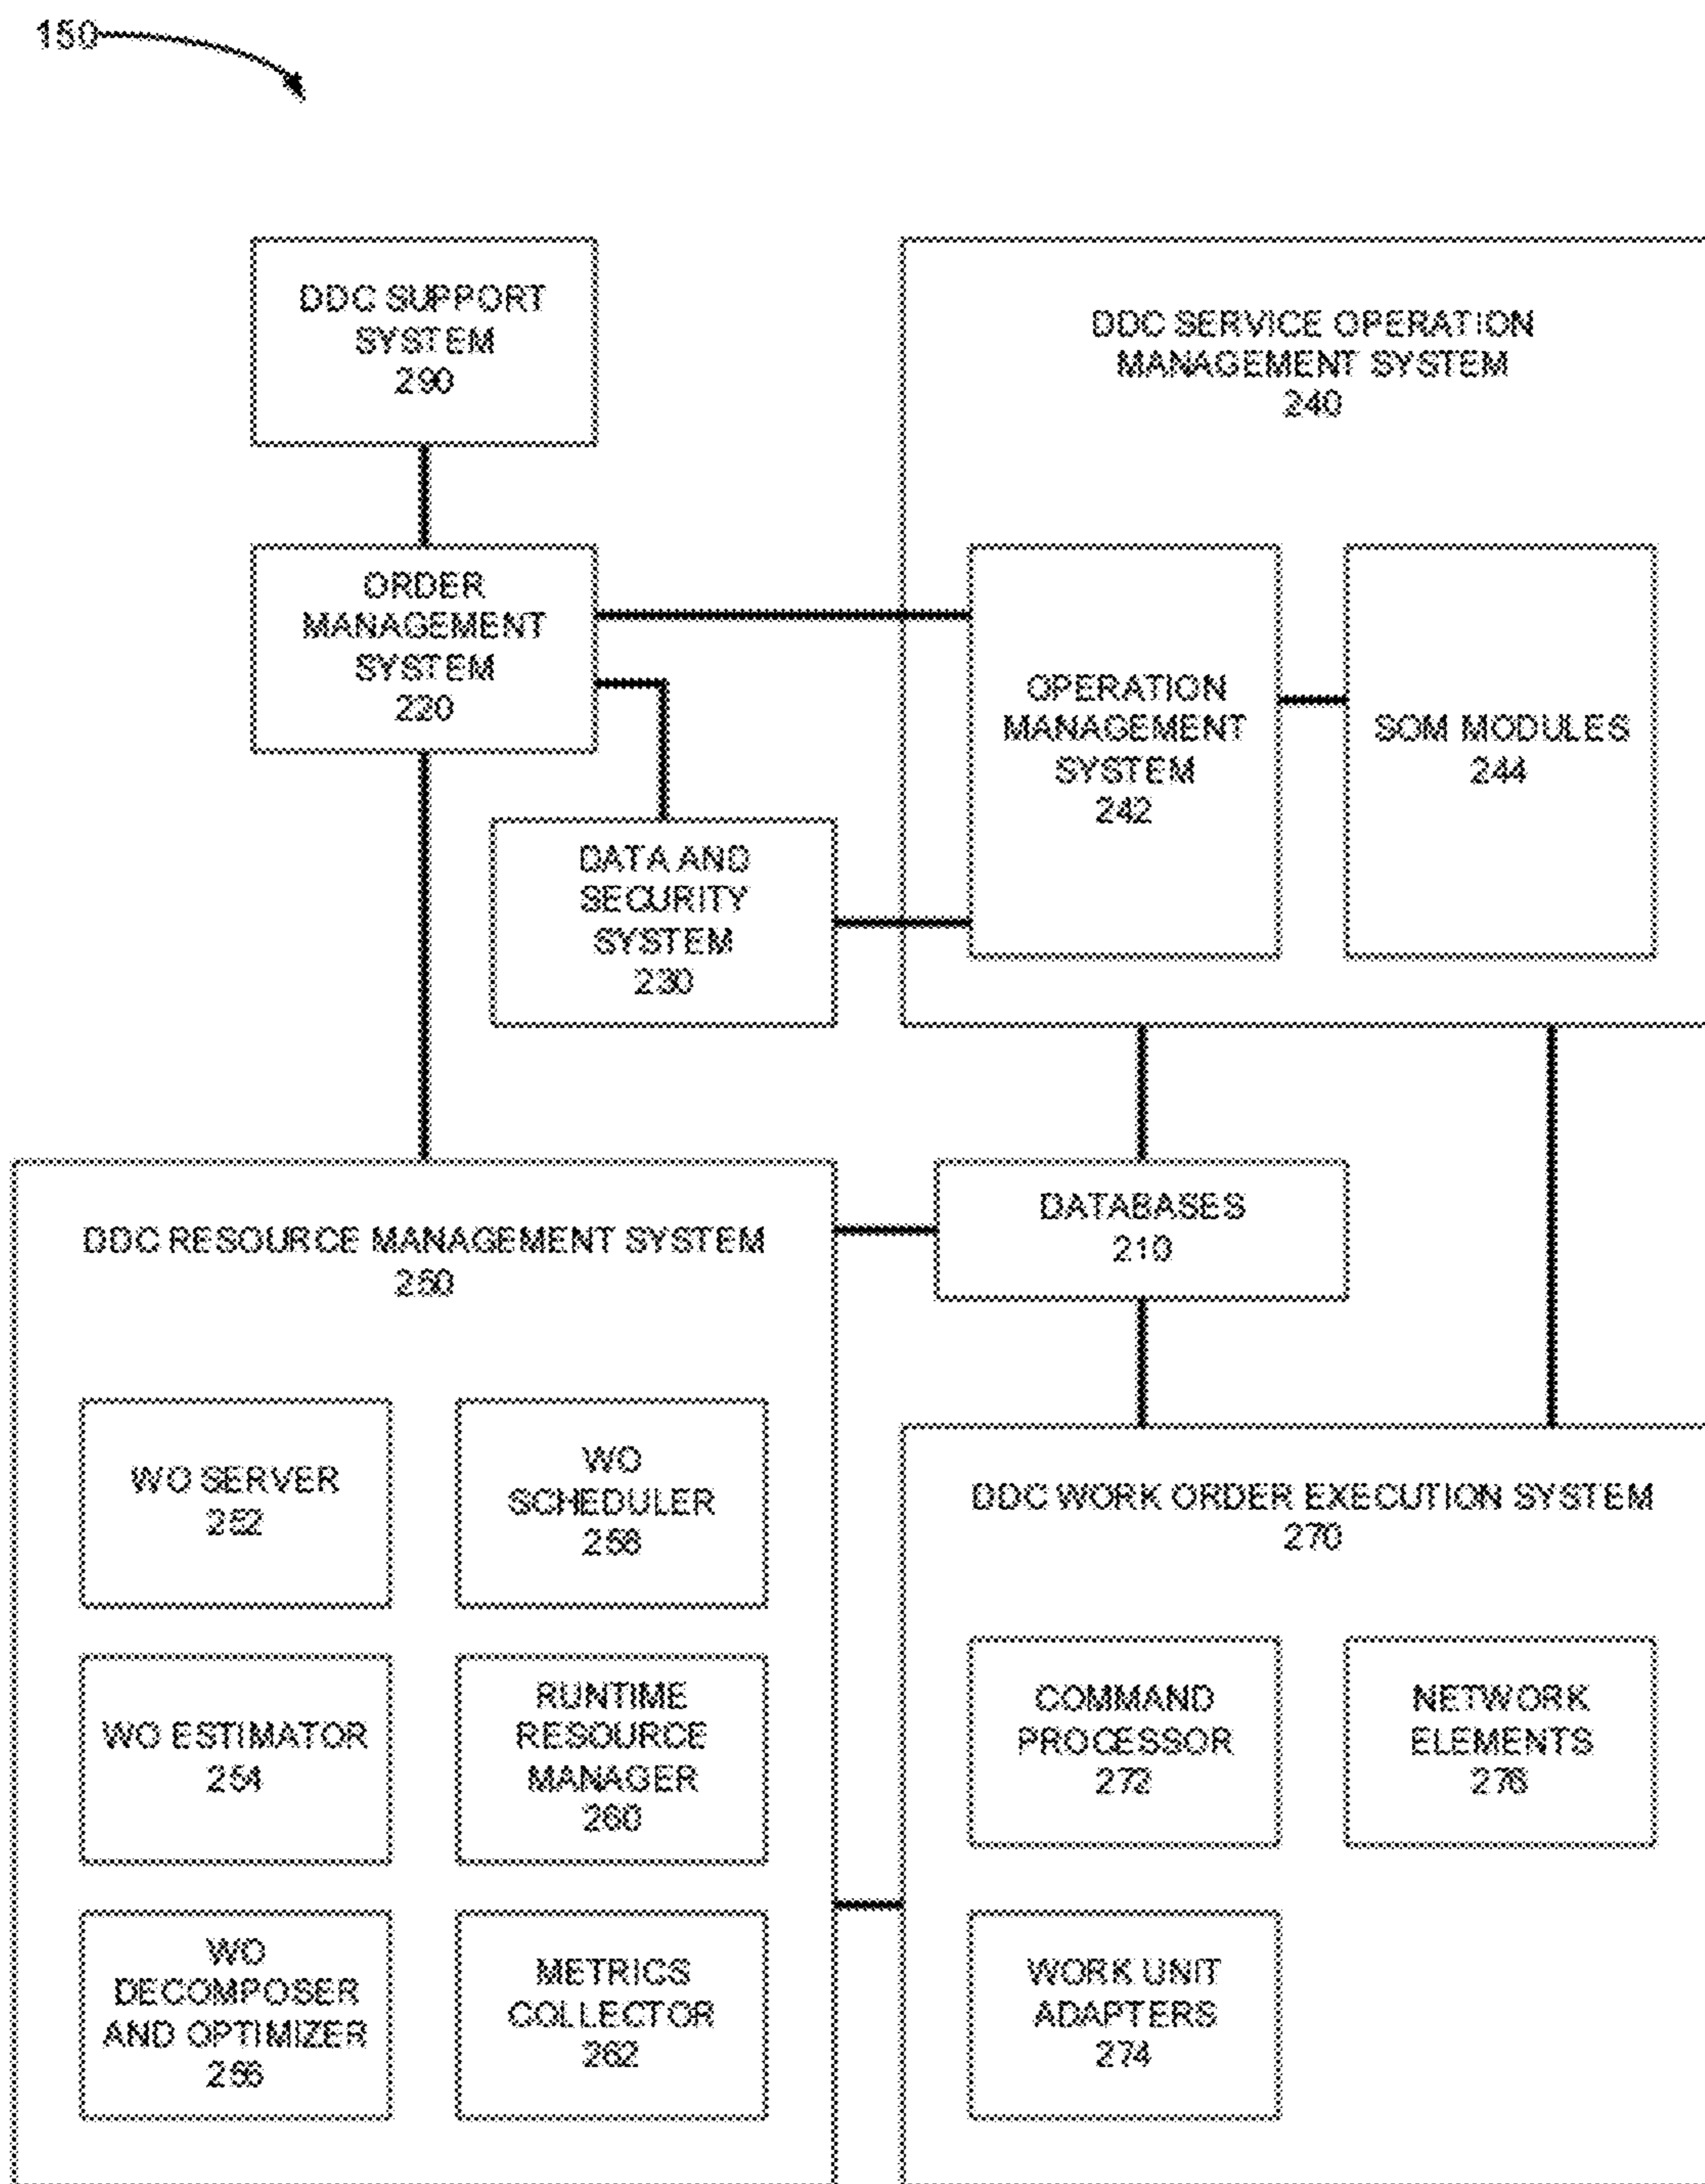 150
DDC SUPPORT
SYSTEM
290
DDC SERVICE OPERATION
MANAGEMENT SYSTEM
240
ORDER
MANAGEMENT
SYSTEM
220
OPERATION
MANAGEMENT
SYSTEM
242
SOM MODULES
244
DATA AND
SECURITY
SYSTEM
230
DATABASES
210
DDC RESOURCE MANAGEMENT SYSTEM
250
WO SERVER
252
WO
SCHEDULER
258
WO ESTIMATOR
254
RUNTIME
RESOURCE
MANAGER
260
WO
DECOMPOSER
AND OPTIMIZER
256
METRICS
COLLECTOR
262
DDC WORK ORDER EXECUTION SYSTEM
270
COMMAND
PROCESSOR
272
NETWORK
ELEMENTS
276
WORK UNIT
ADAPTERS
274